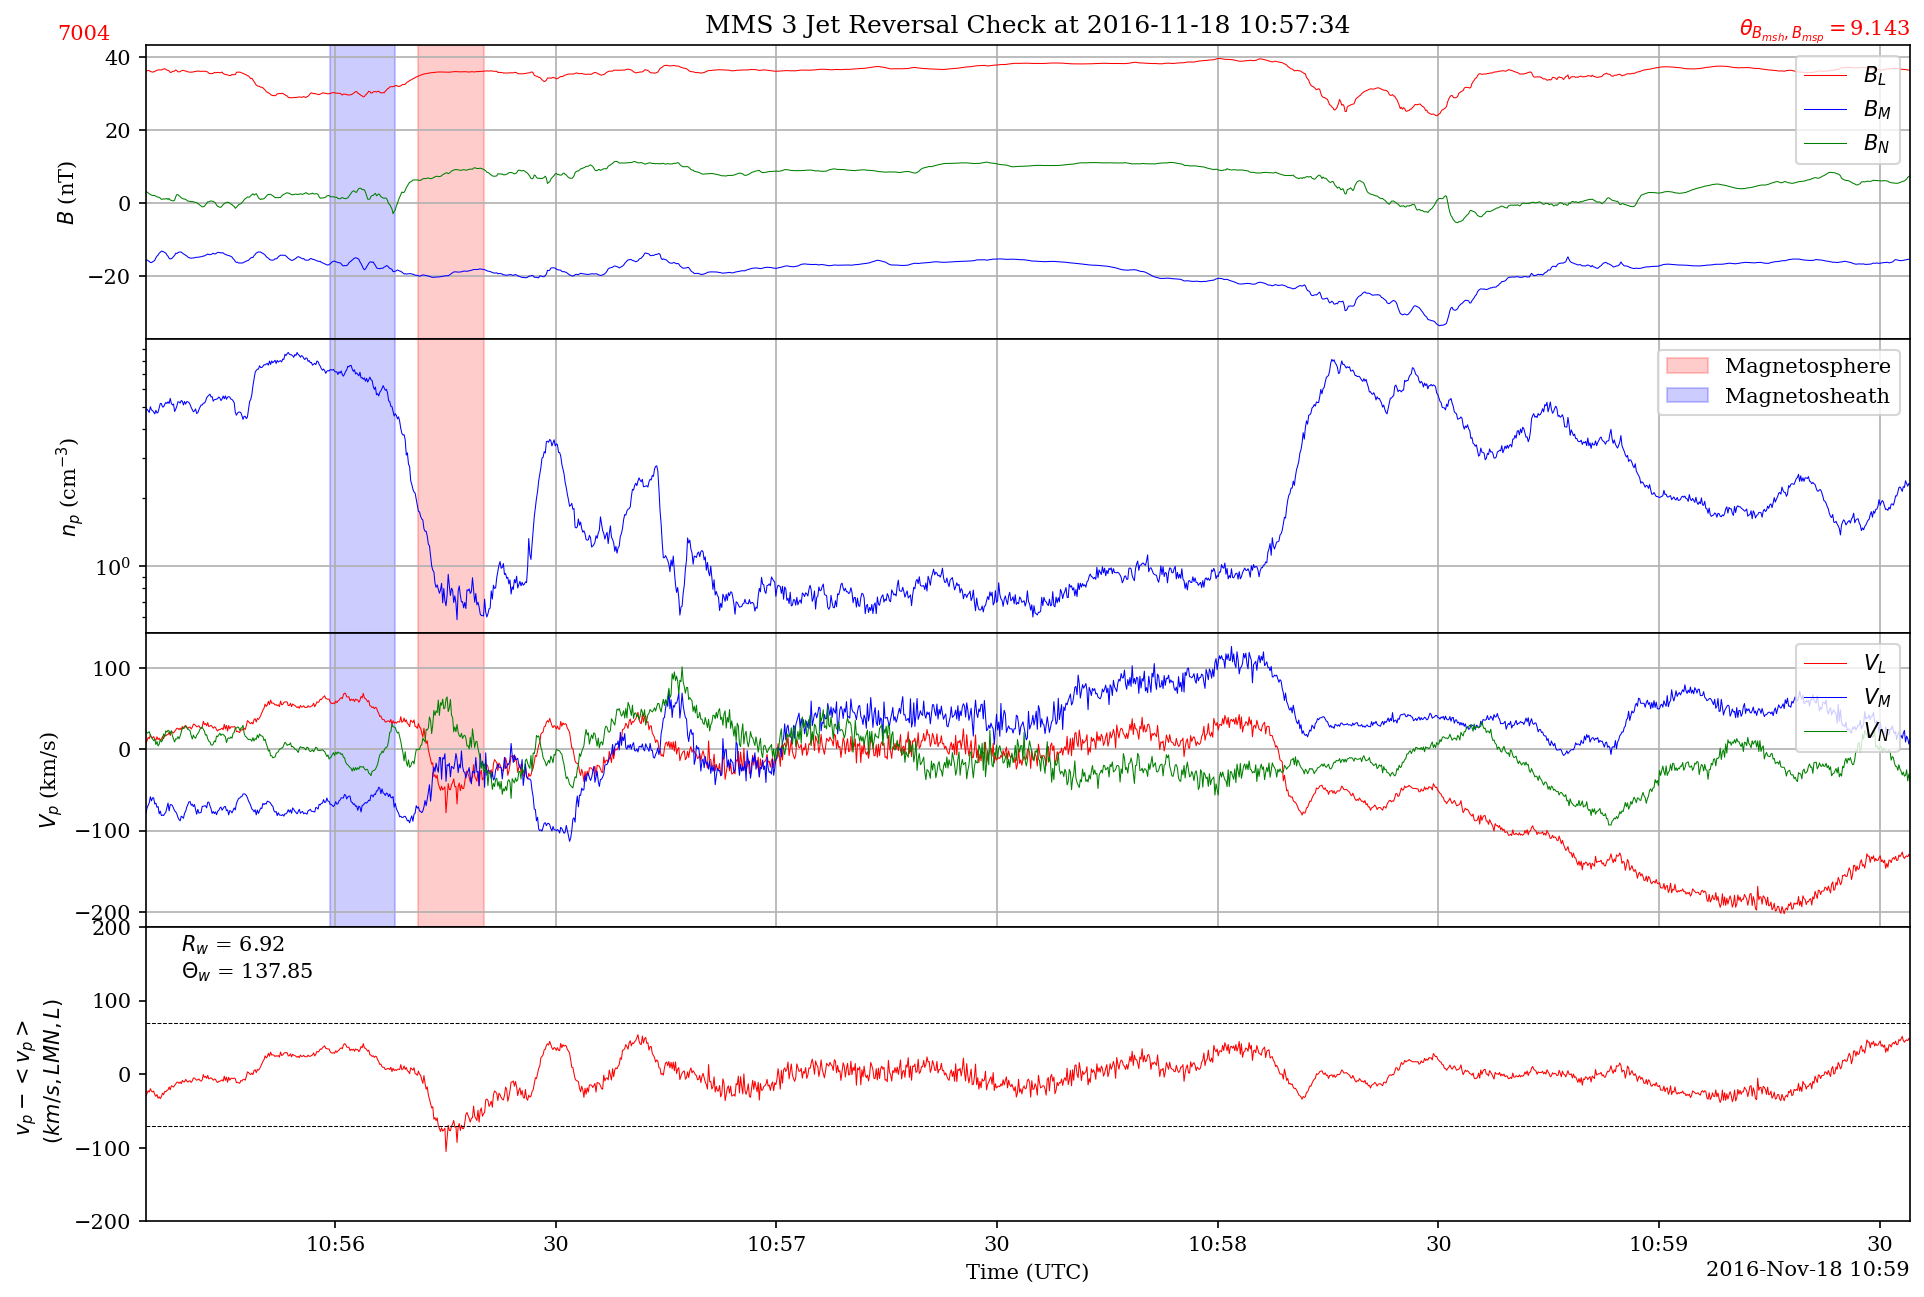 MMS 3 Jet Reversal Check at 2016-11-18 10:57:34
7004
θ_{B_{msh}, B_{msp}} = 9.143
40
20
0
−20
B (nT)
B_L
B_M
B_N
10^0
n_p (cm^{−3})
Magnetosphere
Magnetosheath
100
0
−100
−200
V_p (km/s)
V_L
V_M
V_N
200
100
0
−100
−200
v_p − < v_p >
(km/s, LMN, L)
R_w = 6.92
Θ_w = 137.85
10:56
30
10:57
30
10:58
30
10:59
30
Time (UTC)
2016-Nov-18 10:59